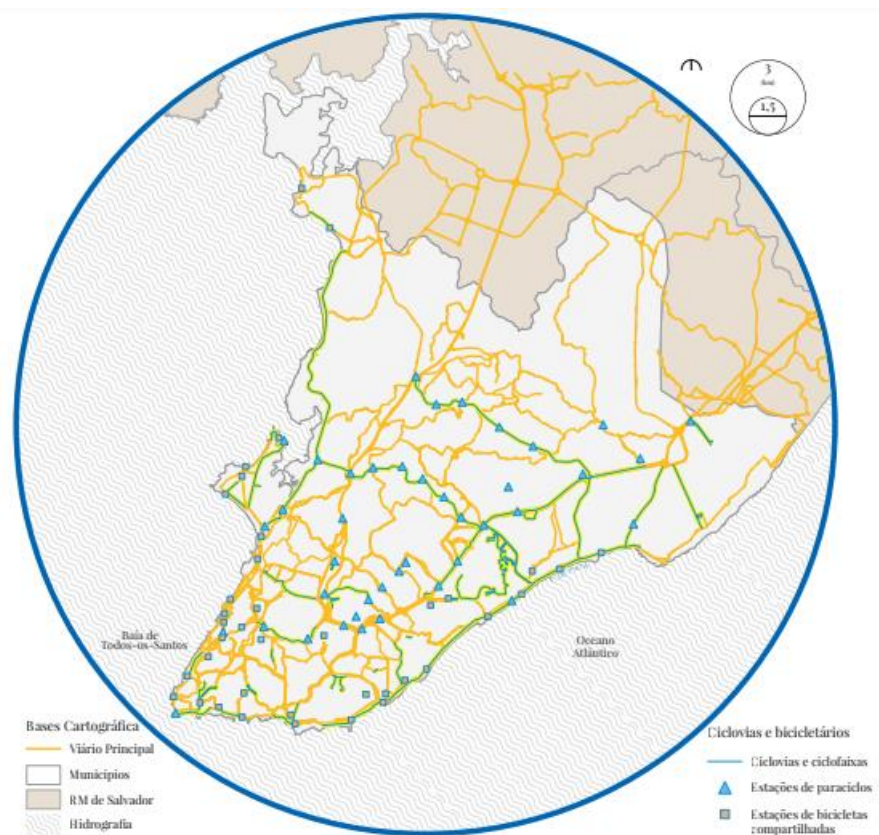 3
1,5
Baía de
Todos-os-Santos
Oceano
Atlântico
Bases Cartográfica
Viário Principal
Municípios
RM de Salvador
Hidrografia
Ciclovias e bicicletários
Ciclovias e ciclofaixas
Estações de paraciclos
Estações de bicicletas
compartilhadas